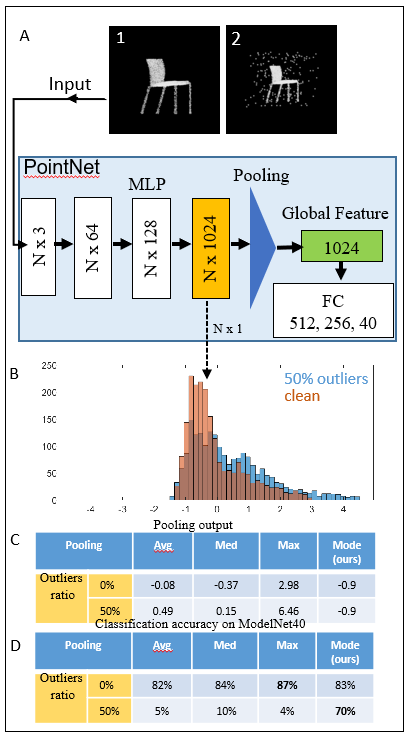 A
1
2
Input
PointNet
MLP
Pooling
Global Feature
N x 3
N x 64
N x 128
N x 1024
1024
FC
512, 256, 40
N x 1
B
250
200
150
100
50
0
50% outliers
clean
-4 -3 -2 -1 0 1 2 3 4
Pooling output
C
Pooling Avg Med Max Mode (ours)
Outliers ratio 0% -0.08 -0.37 2.98 -0.9
50% 0.49 0.15 6.46 -0.9
Classification accuracy on ModelNet40
D
Pooling Avg Med Max Mode (ours)
Outliers ratio 0% 82% 84% 87% 83%
50% 5% 10% 4% 70%